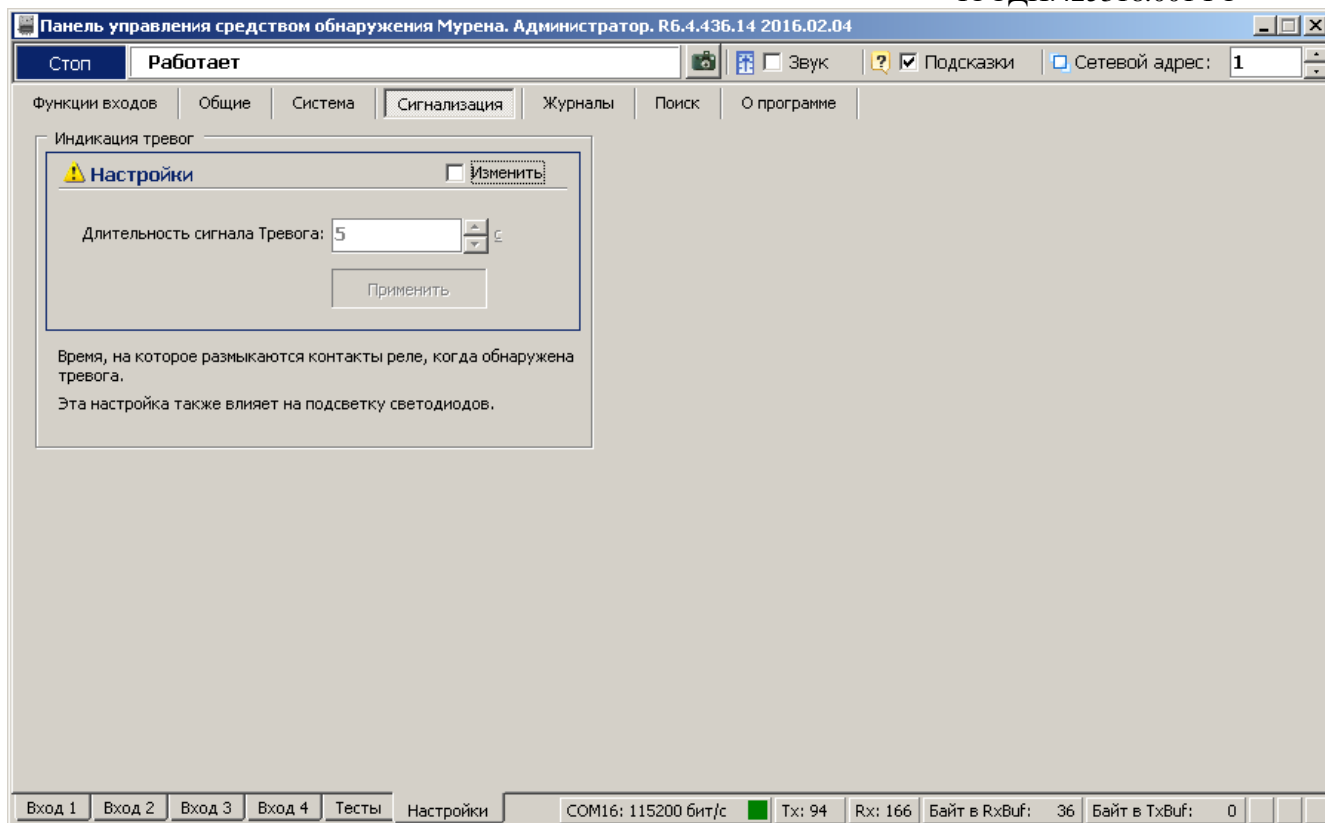 Панель управления средством обнаружения Мурена. Администратор. R6.4.436.14 2016.02.04
Стоп Работает Звук Подсказки Сетевой адрес: 1
Функции входов Общие Система Сигнализация Журналы Поиск О программе
Индикация тревог
Настройки Изменить
Длительность сигнала Тревога: 5 с
Применить
Время, на которое размыкаются контакты реле, когда обнаружена
тревога.
Эта настройка также влияет на подсветку светодиодов.
Вход 1 Вход 2 Вход 3 Вход 4 Тесты Настройки COM16: 115200 бит/с Tx: 94 Rx: 166 Байт в RxBuf: 36 Байт в TxBuf: 0